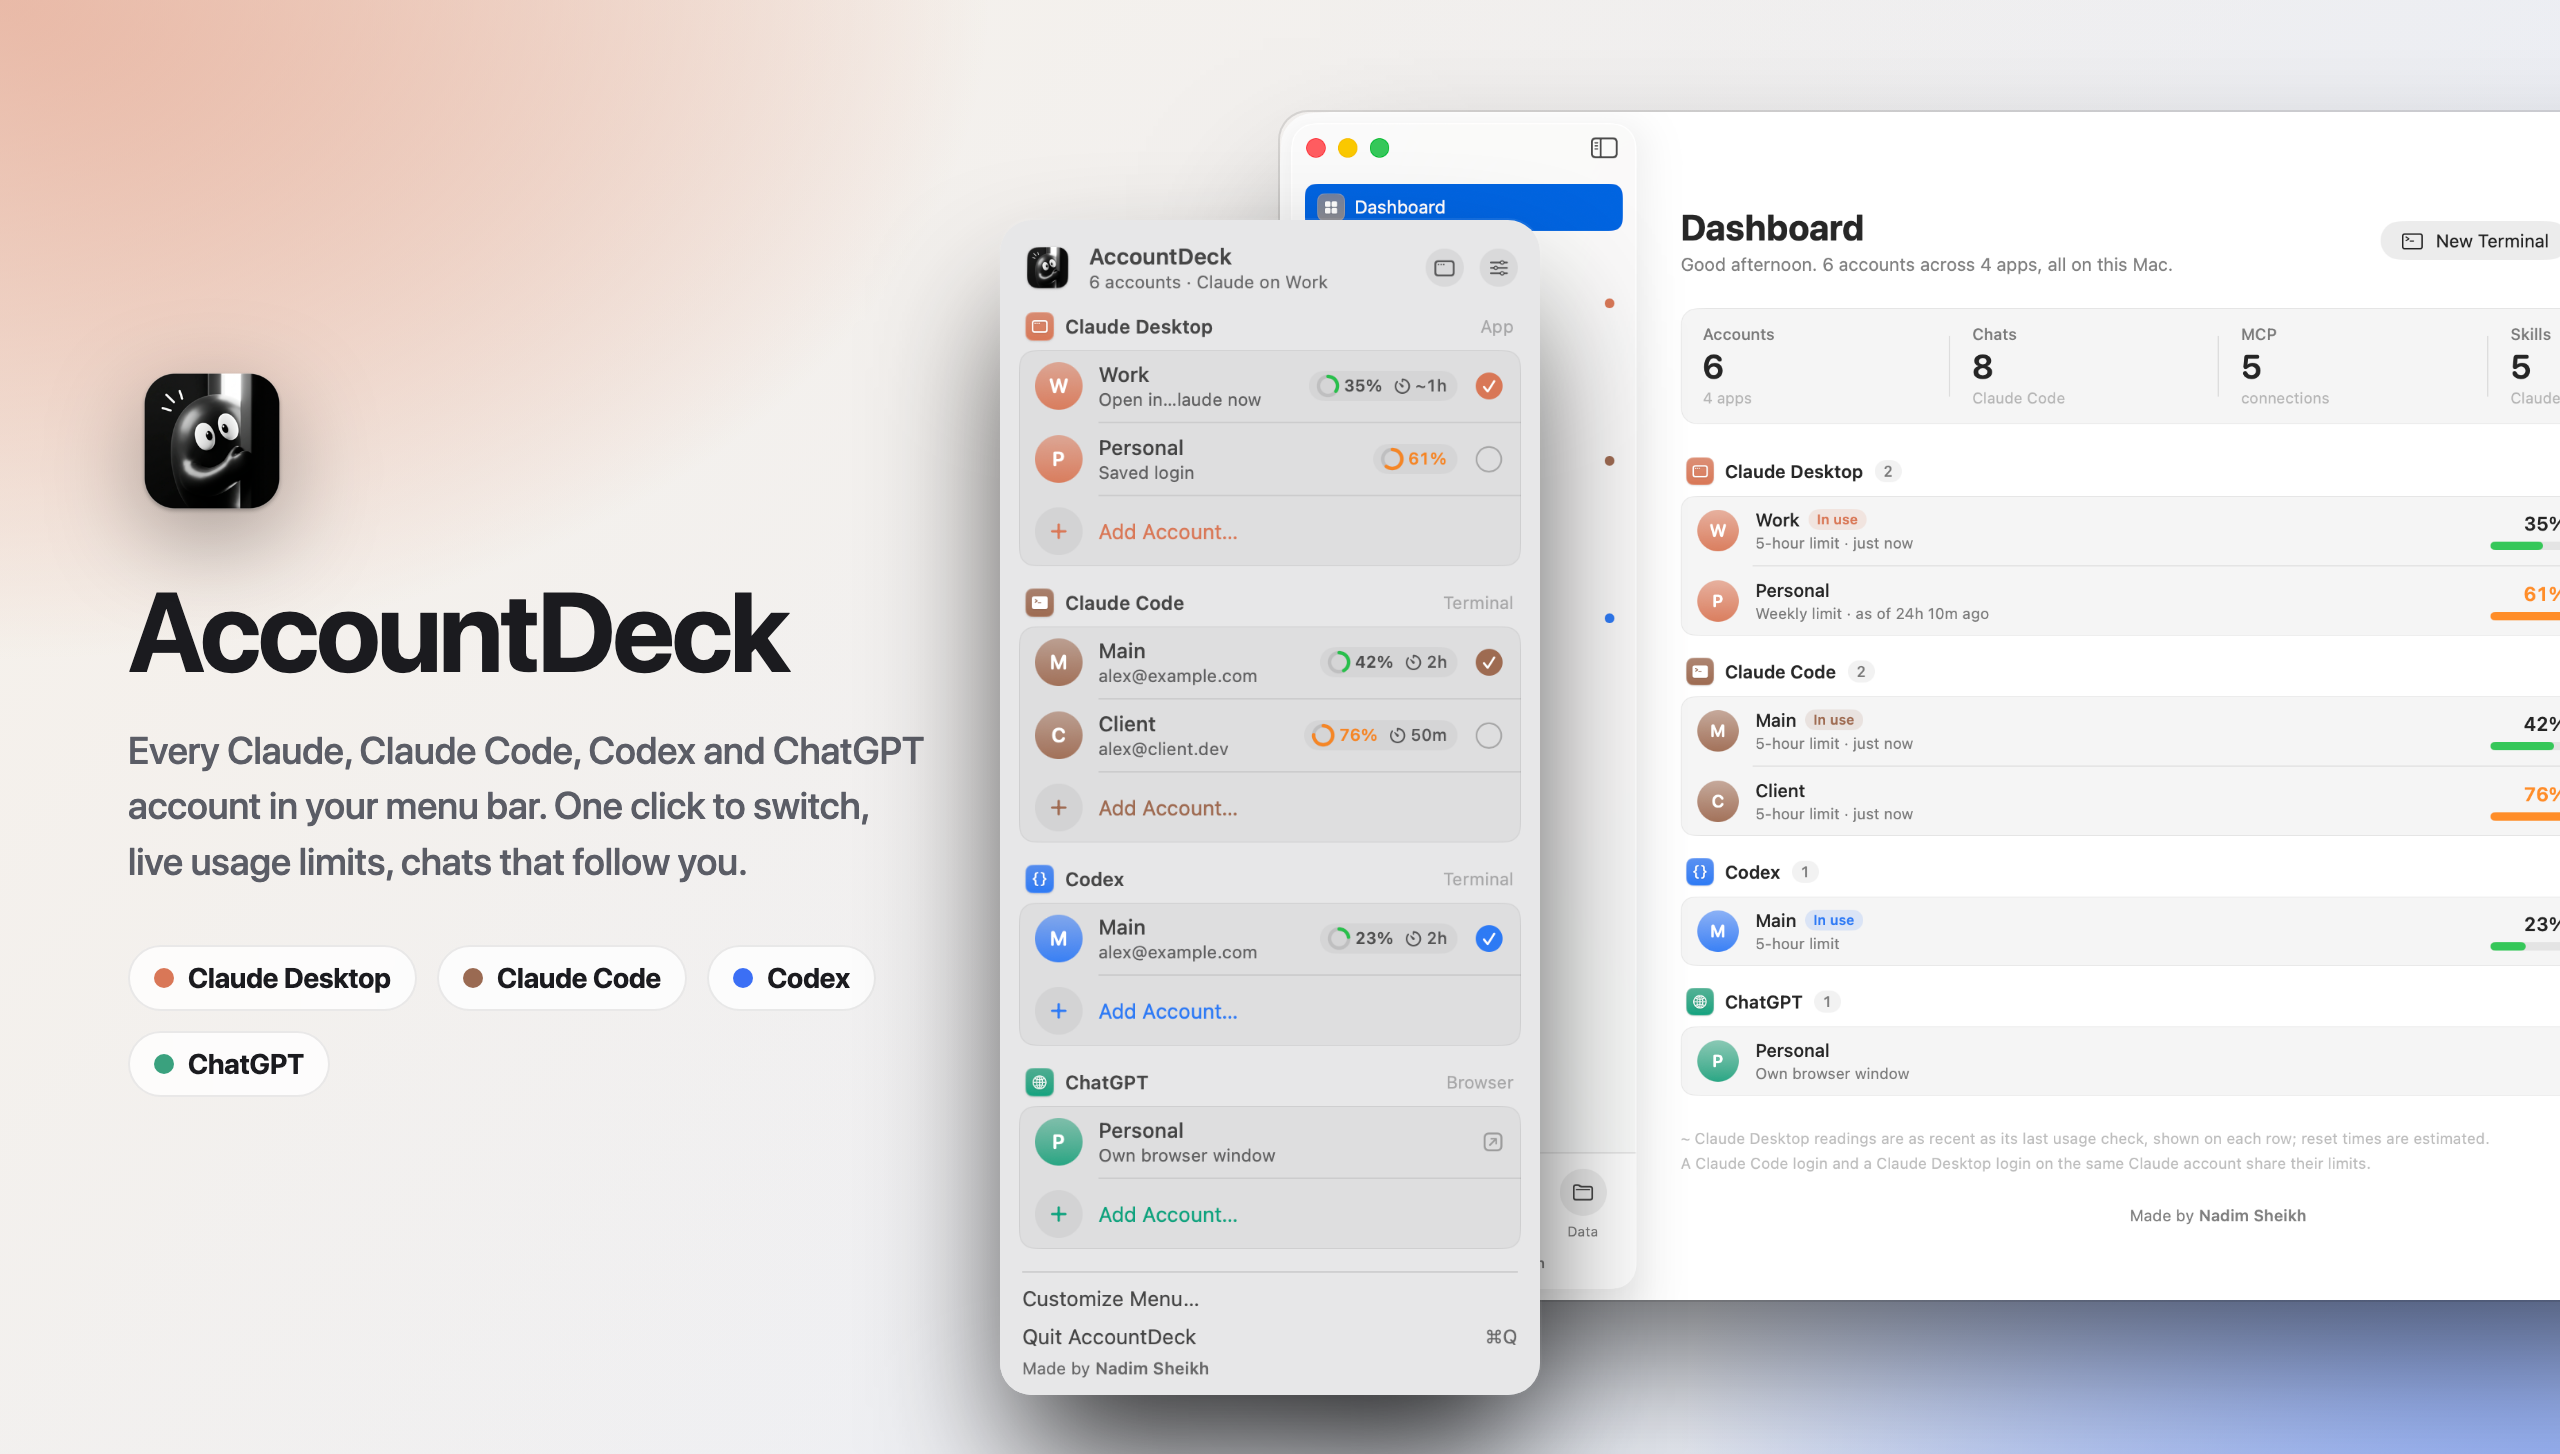 AccountDeck
Every Claude, Claude Code, Codex and ChatGPT
account in your menu bar. One click to switch,
live usage limits, chats that follow you.
Claude Desktop
Claude Code
Codex
ChatGPT
AccountDeck
6 accounts · Claude on Work
Claude Desktop App
W Work 35% ~1h
Open in...laude now
P Personal 61%
Saved login
+ Add Account...
Claude Code Terminal
M Main 42% 2h
alex@example.com
C Client 76% 50m
alex@client.dev
+ Add Account...
Codex Terminal
M Main 23% 2h
alex@example.com
+ Add Account...
ChatGPT Browser
P Personal
Own browser window
+ Add Account...
Customize Menu...
Quit AccountDeck ⌘Q
Made by Nadim Sheikh
Dashboard
Data
Dashboard
New Terminal
Good afternoon. 6 accounts across 4 apps, all on this Mac.
Accounts Chats MCP Skills
6 8 5 5
4 apps Claude Code connections Claude
Claude Desktop 2
W Work In use 35%
5-hour limit · just now
P Personal 61%
Weekly limit · as of 24h 10m ago
Claude Code 2
M Main In use 42%
5-hour limit · just now
C Client 76%
5-hour limit · just now
Codex 1
M Main In use 23%
5-hour limit
ChatGPT 1
P Personal
Own browser window
~ Claude Desktop readings are as recent as its last usage check, shown on each row; reset times are estimated.
A Claude Code login and a Claude Desktop login on the same Claude account share their limits.
Made by Nadim Sheikh